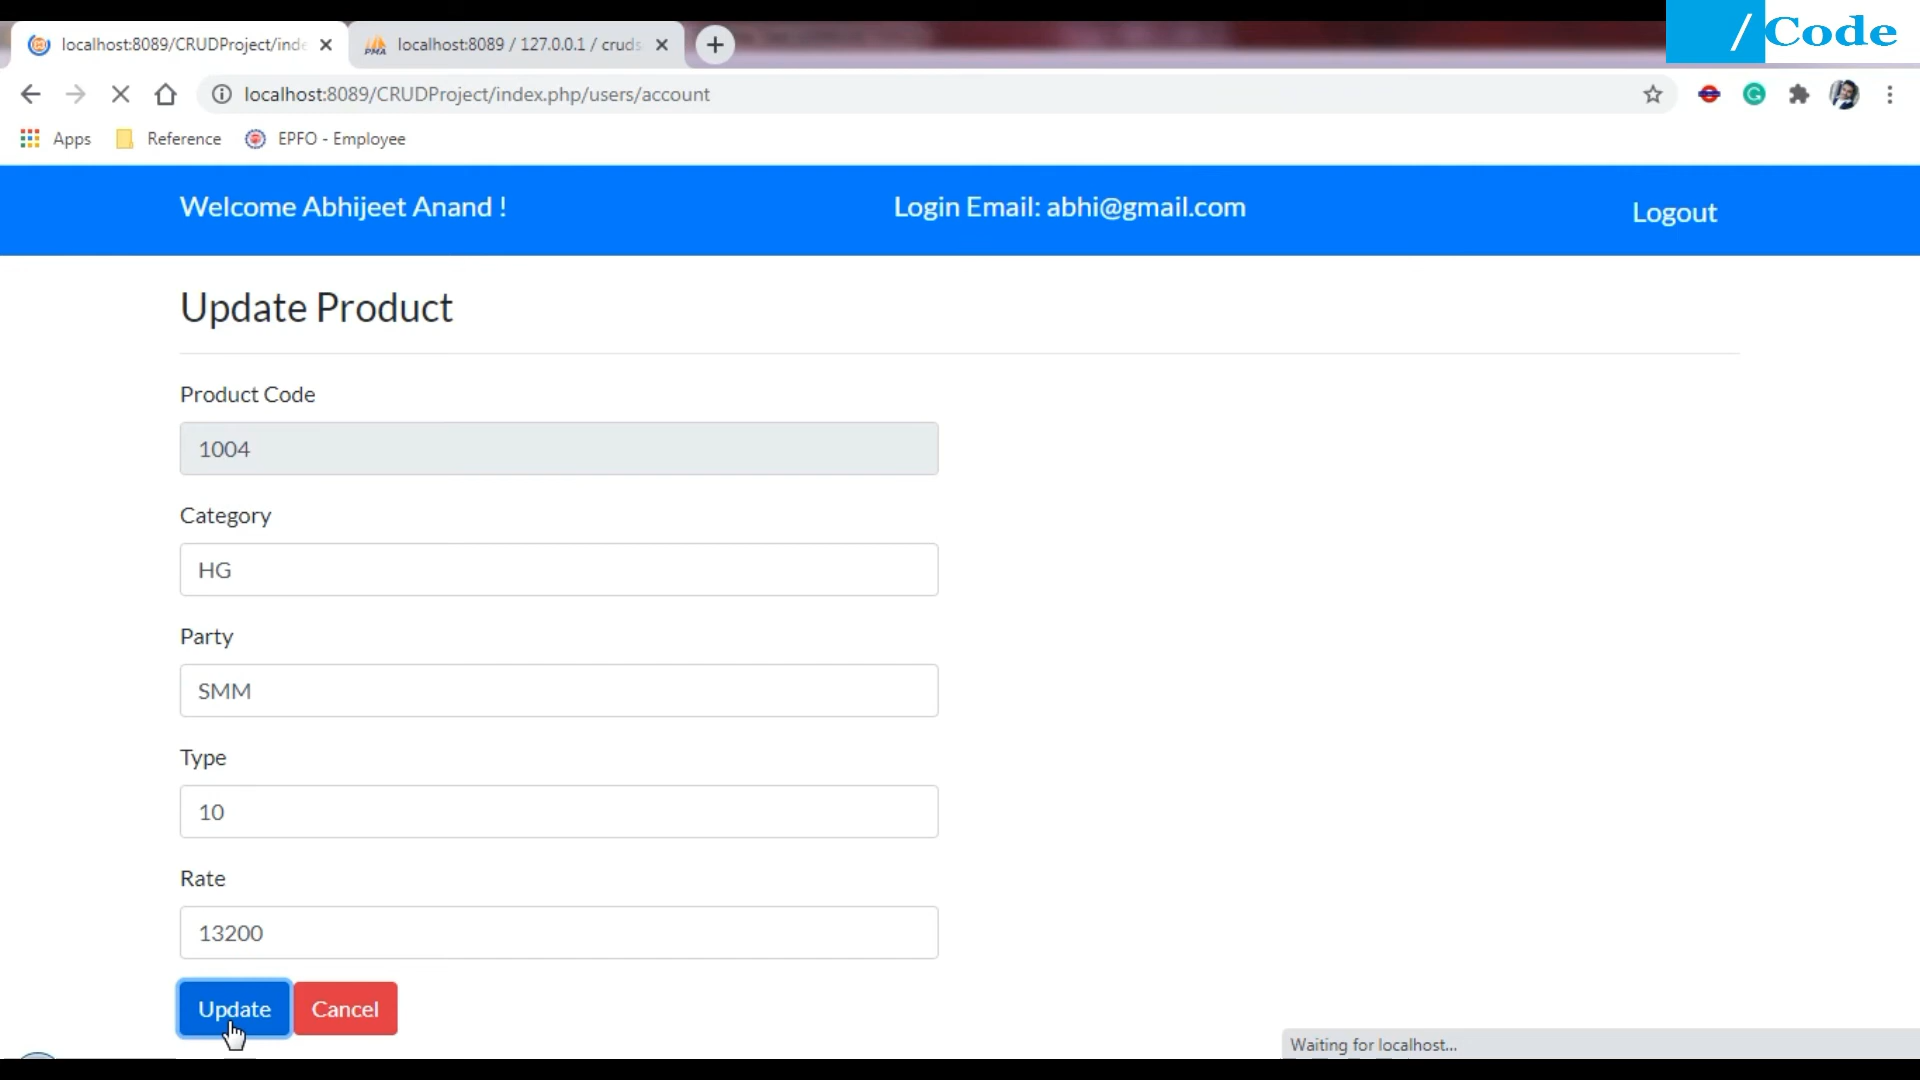 /Code
localhost:8089/CRUDProject/inde
localhost:8089 / 127.0.0.1 / cruds
localhost:8089/CRUDProject/index.php/users/account
Apps Reference EPFO - Employee
Welcome Abhijeet Anand ! Login Email: abhi@gmail.com Logout
Update Product
Product Code
1004
Category
HG
Party
SMM
Type
10
Rate
13200
Update Cancel
Waiting for localhost...